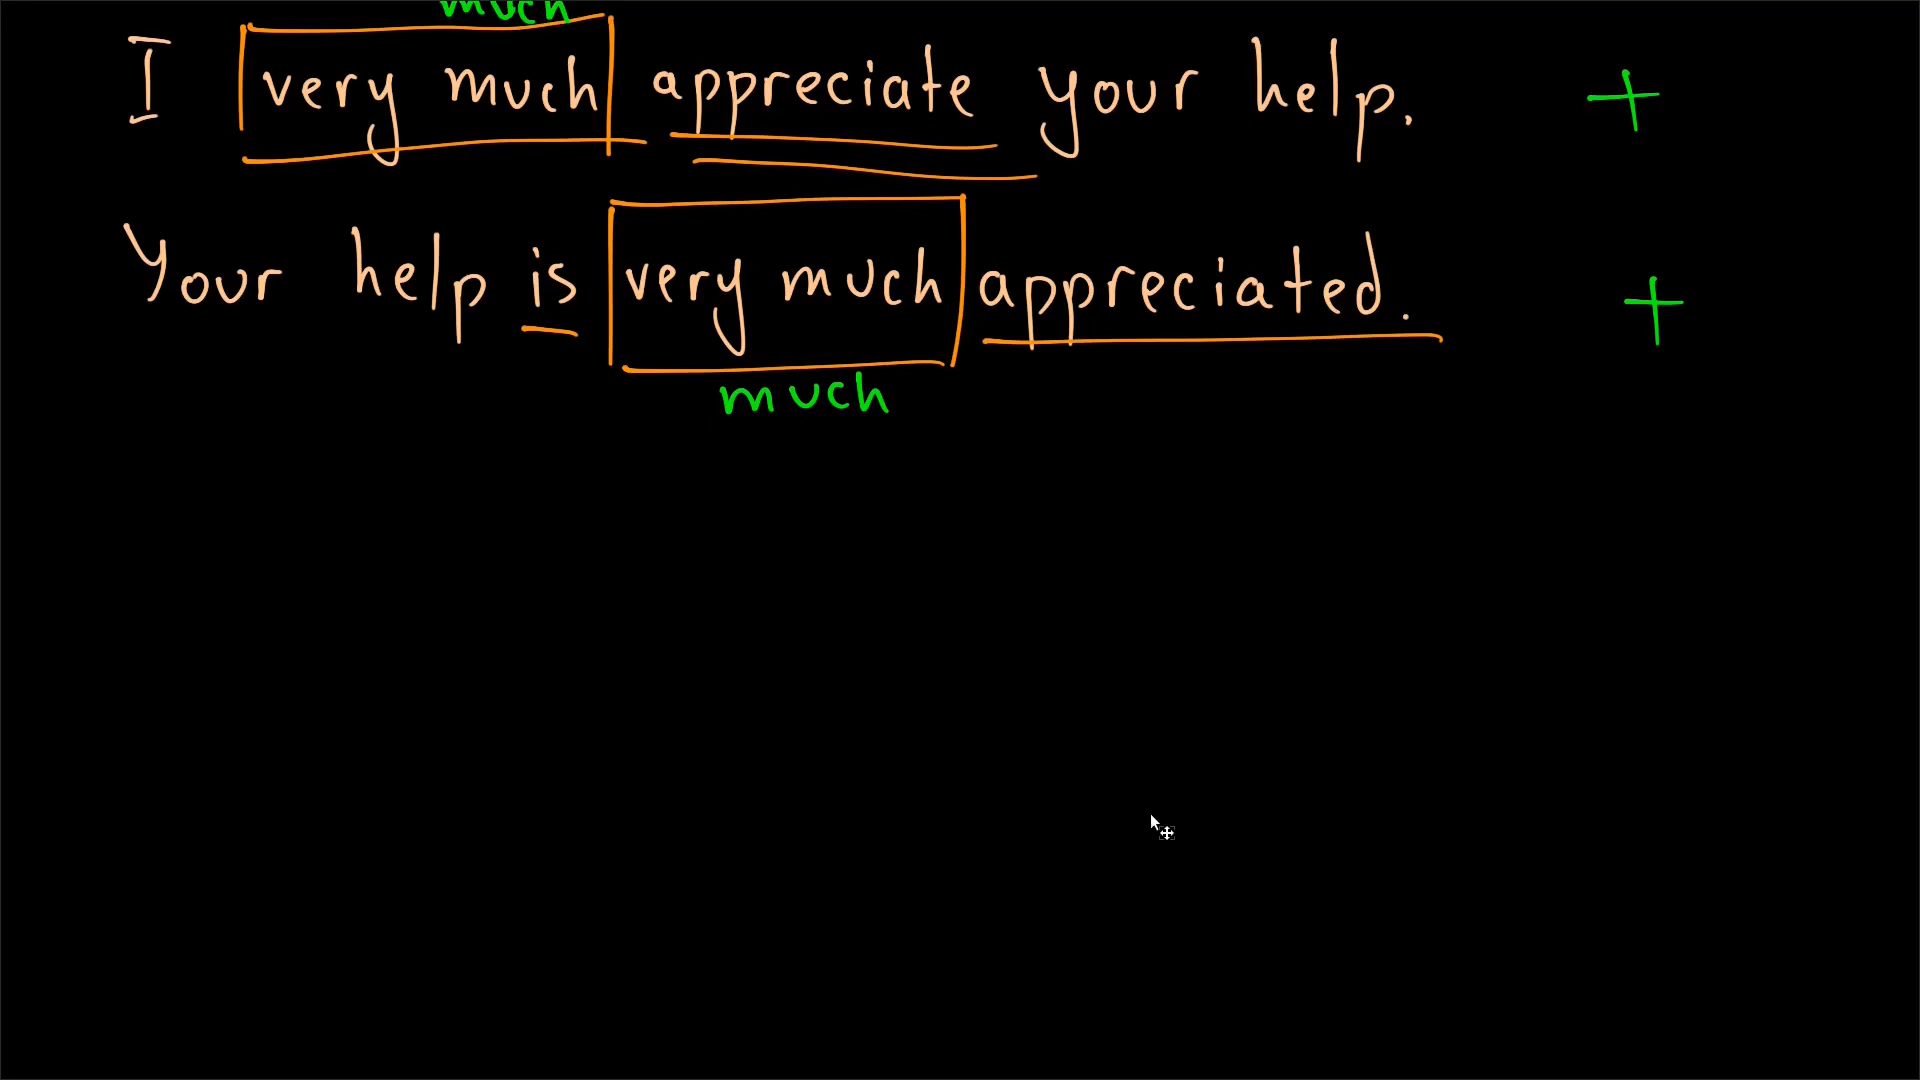 much
I very much appreciate your help. +
Your help is very much appreciated. +
much